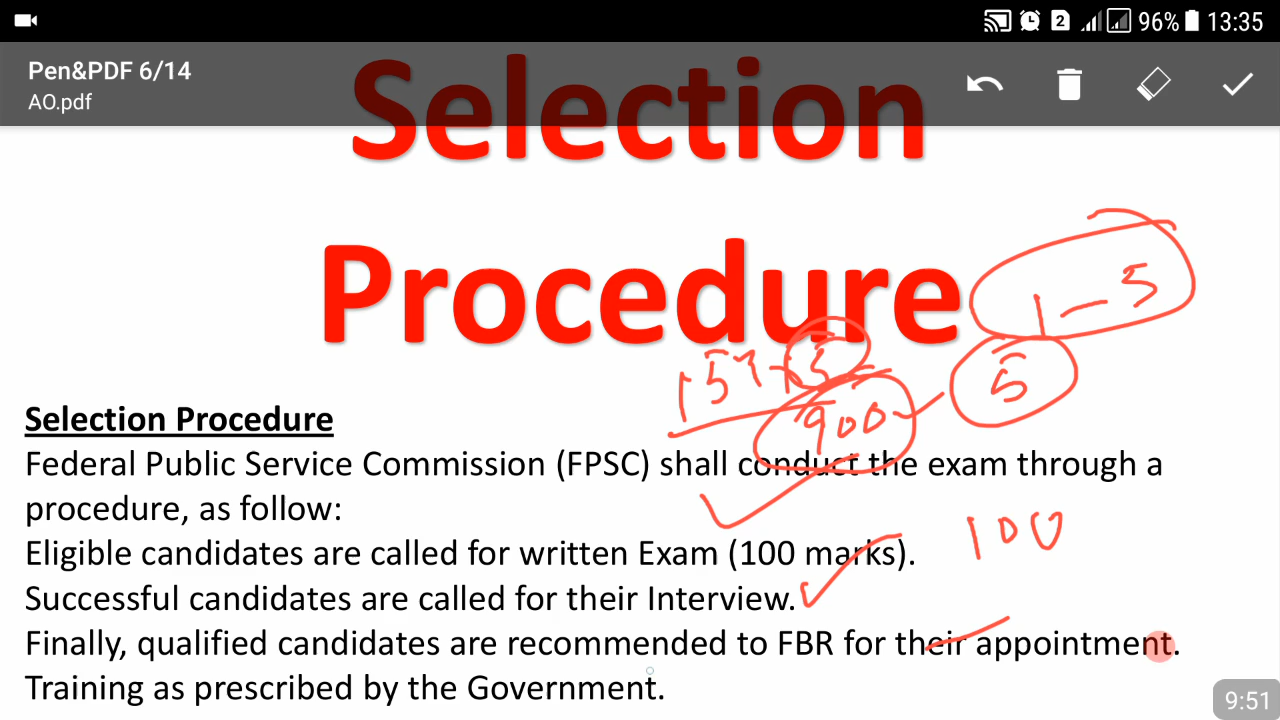 2 96% 13:35
Pen&PDF 6/14
AO.pdf
Selection
Procedure
1-5
5
900
Selection Procedure
Federal Public Service Commission (FPSC) shall conduct the exam through a
procedure, as follow:
Eligible candidates are called for written Exam (100 marks).
100
Successful candidates are called for their Interview.
Finally, qualified candidates are recommended to FBR for their appointment.
Training as prescribed by the Government.
9:51